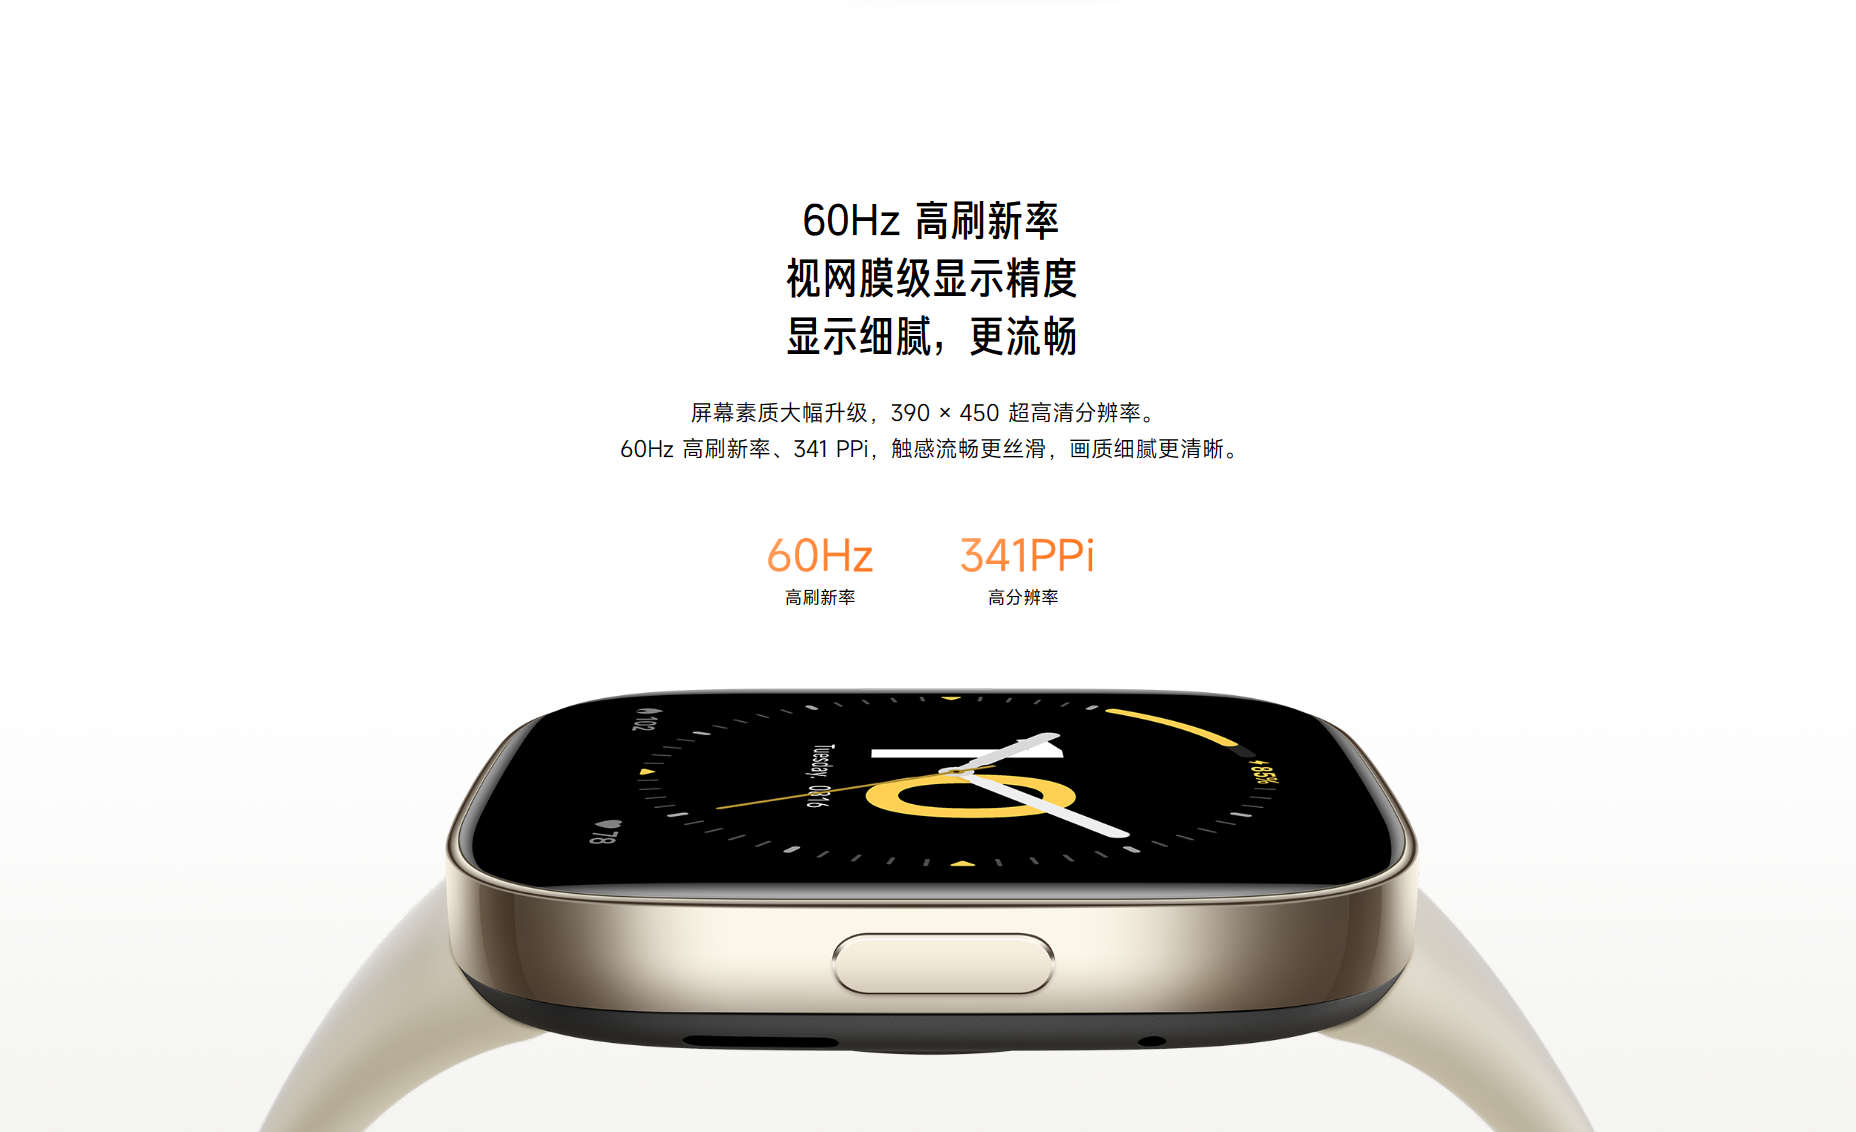 60Hz 高刷新率
视网膜级显示精度
显示细腻，更流畅
屏幕素质大幅升级，390 × 450 超高清分辨率。
60Hz 高刷新率、341 PPi，触感流畅更丝滑，画质细腻更清晰。
60Hz
高刷新率
341PPi
高分辨率
102
Tuesday, 0816
85%
78
10